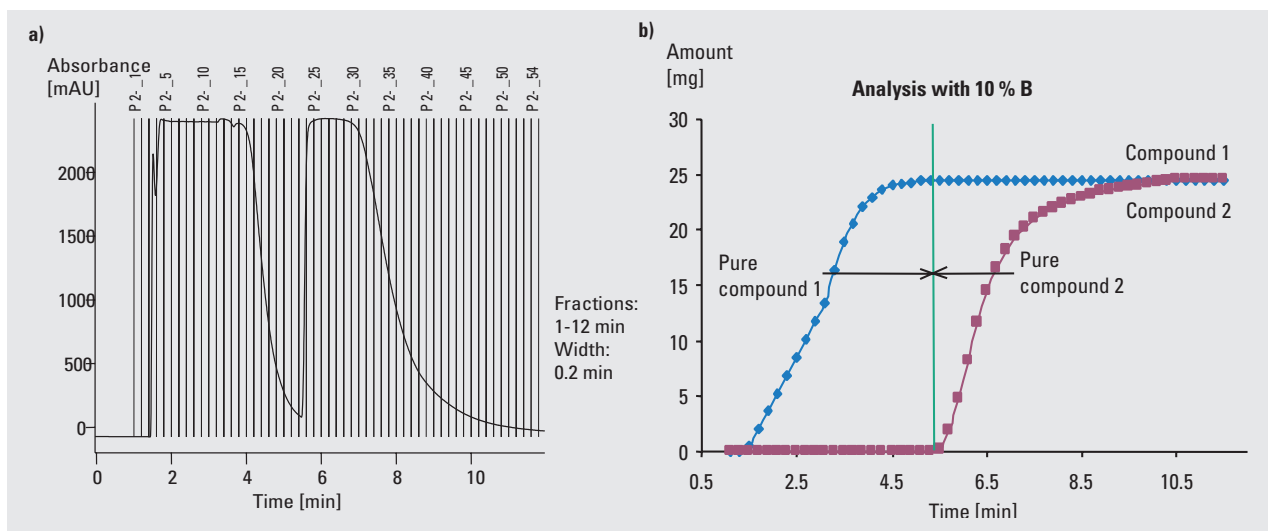 a)
Absorbance
[mAU]
P2-_1
P2-_5
P2-_10
P2-_15
P2-_20
P2-_25
P2-_30
P2-_35
P2-_40
P2-_45
P2-_50
P2-_54
2000
1500
1000
500
0
0 2 4 6 8 10
Time [min]
Fractions:
1-12 min
Width:
0.2 min
b)
Amount
[mg]
Analysis with 10 % B
30
25
20
15
10
5
0
Compound 1
Compound 2
Pure
compound 1
Pure
compound 2
0.5 2.5 4.5 6.5 8.5 10.5
Time [min]